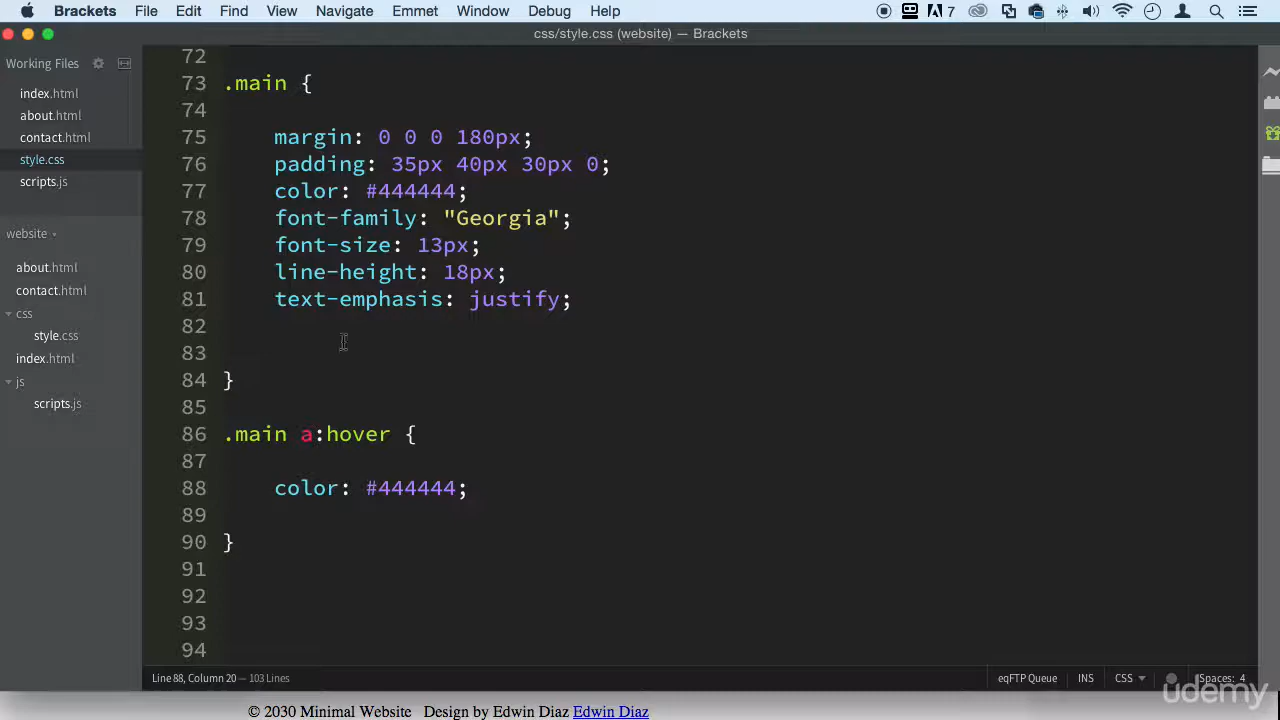 Brackets File Edit Find View Navigate Emmet Window Debug Help 7
css/style.css (website) — Brackets
Working Files
index.html
about.html
contact.html
style.css
scripts.js
website
about.html
contact.html
css
style.css
index.html
js
scripts.js
72
73 .main {
74
75 margin: 0 0 0 180px;
76 padding: 35px 40px 30px 0;
77 color: #444444;
78 font-family: "Georgia";
79 font-size: 13px;
80 line-height: 18px;
81 text-emphasis: justify;
82
83
84 }
85
86 .main a:hover {
87
88 color: #444444;
89
90 }
91
92
93
94
Line 88, Column 20 — 103 Lines
eqFTP Queue INS CSS Spaces: 4
udemy
© 2030 Minimal Website Design by Edwin Diaz Edwin Diaz